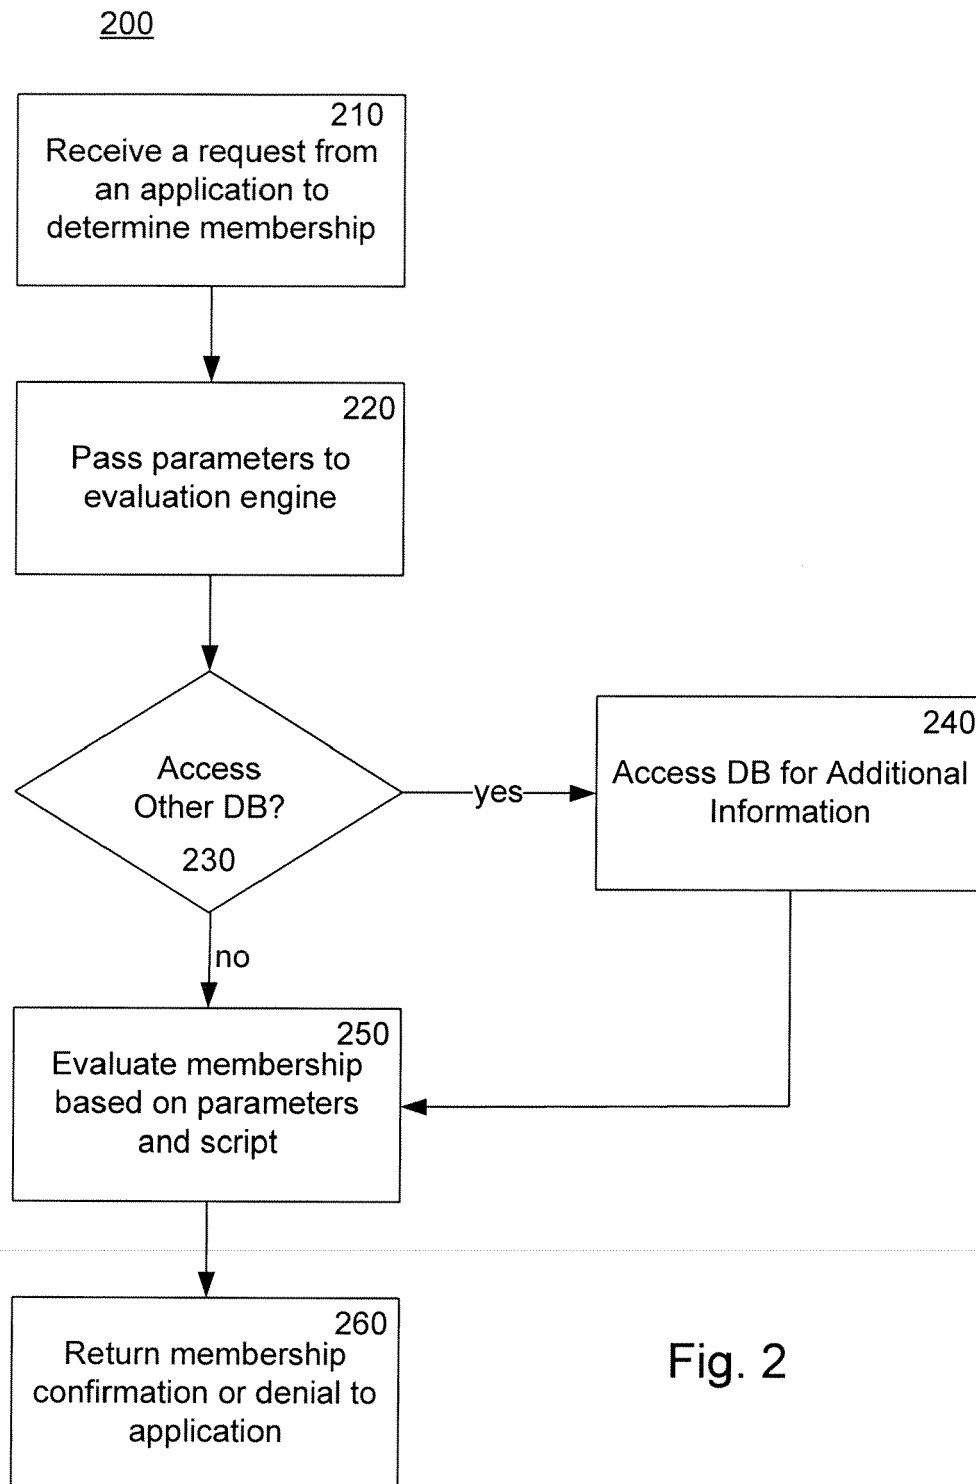 200
210
Receive a request from
an application to
determine membership
220
Pass parameters to
evaluation engine
Access
Other DB?
230
yes
240
Access DB for Additional
Information
no
250
Evaluate membership
based on parameters
and script
260
Return membership
confirmation or denial to
application
Fig. 2